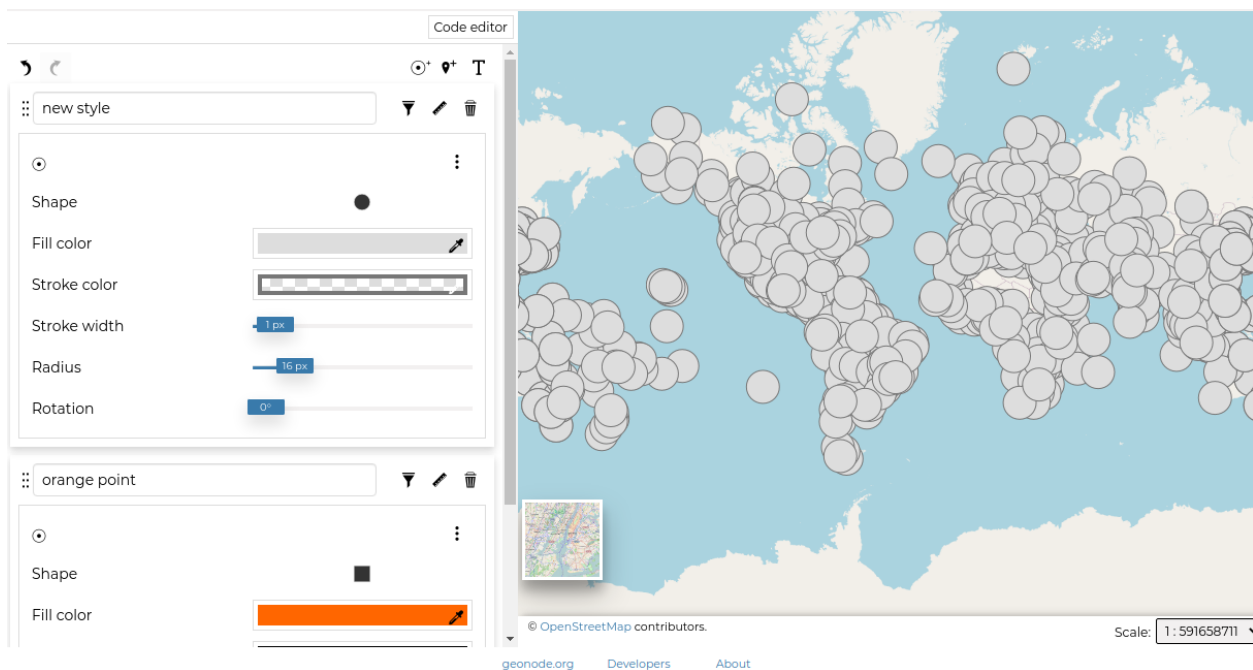 Code editor
T
new style
Shape
Fill color
Stroke color
Stroke width
1 px
Radius
16 px
Rotation
0°
orange point
Shape
Fill color
© OpenStreetMap contributors.
Scale: 1 : 591658711
geonode.org Developers About